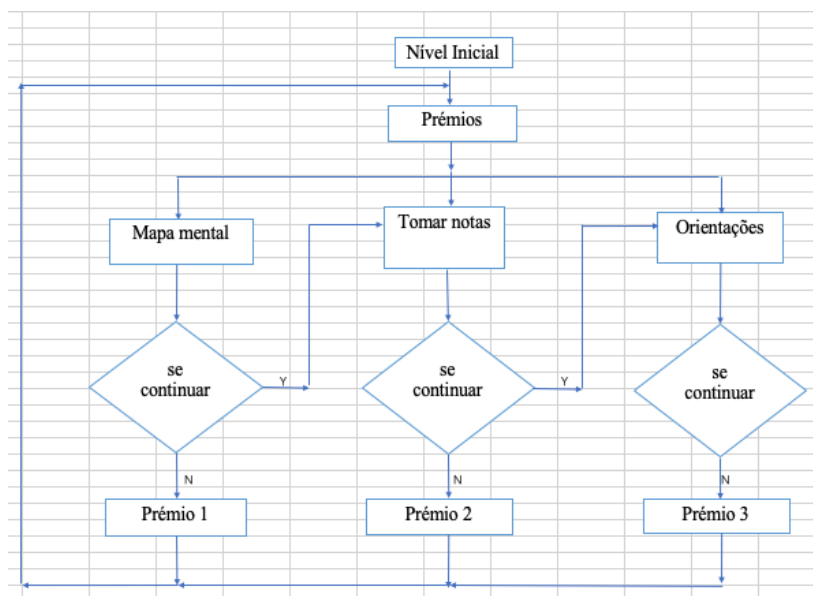 Nível Inicial
Prémios
Mapa mental
Tomar notas
Orientações
se
continuar
Y
se
continuar
Y
se
continuar
N
N
N
Prémio 1
Prémio 2
Prémio 3